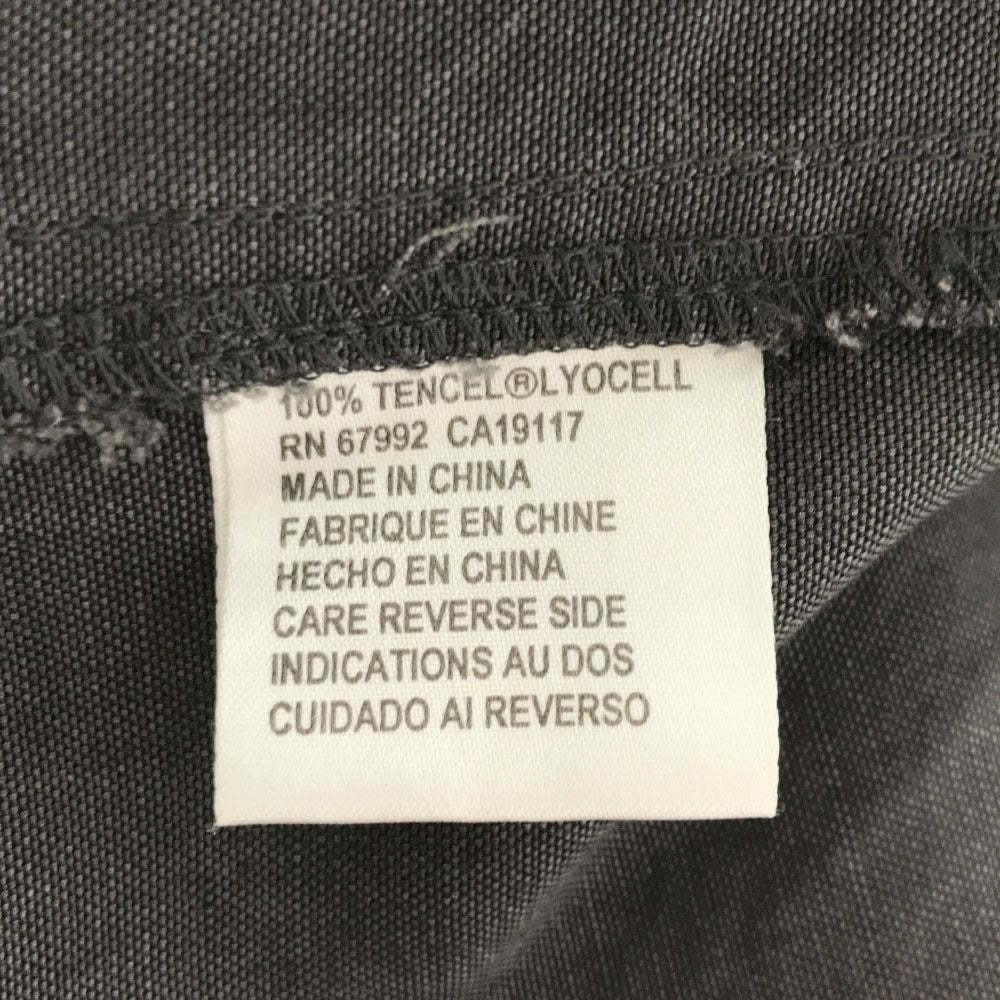 100% TENCEL®LYOCELL
RN 67992 CA19117
MADE IN CHINA
FABRIQUE EN CHINE
HECHO EN CHINA
CARE REVERSE SIDE
INDICATIONS AU DOS
CUIDADO AI REVERSO